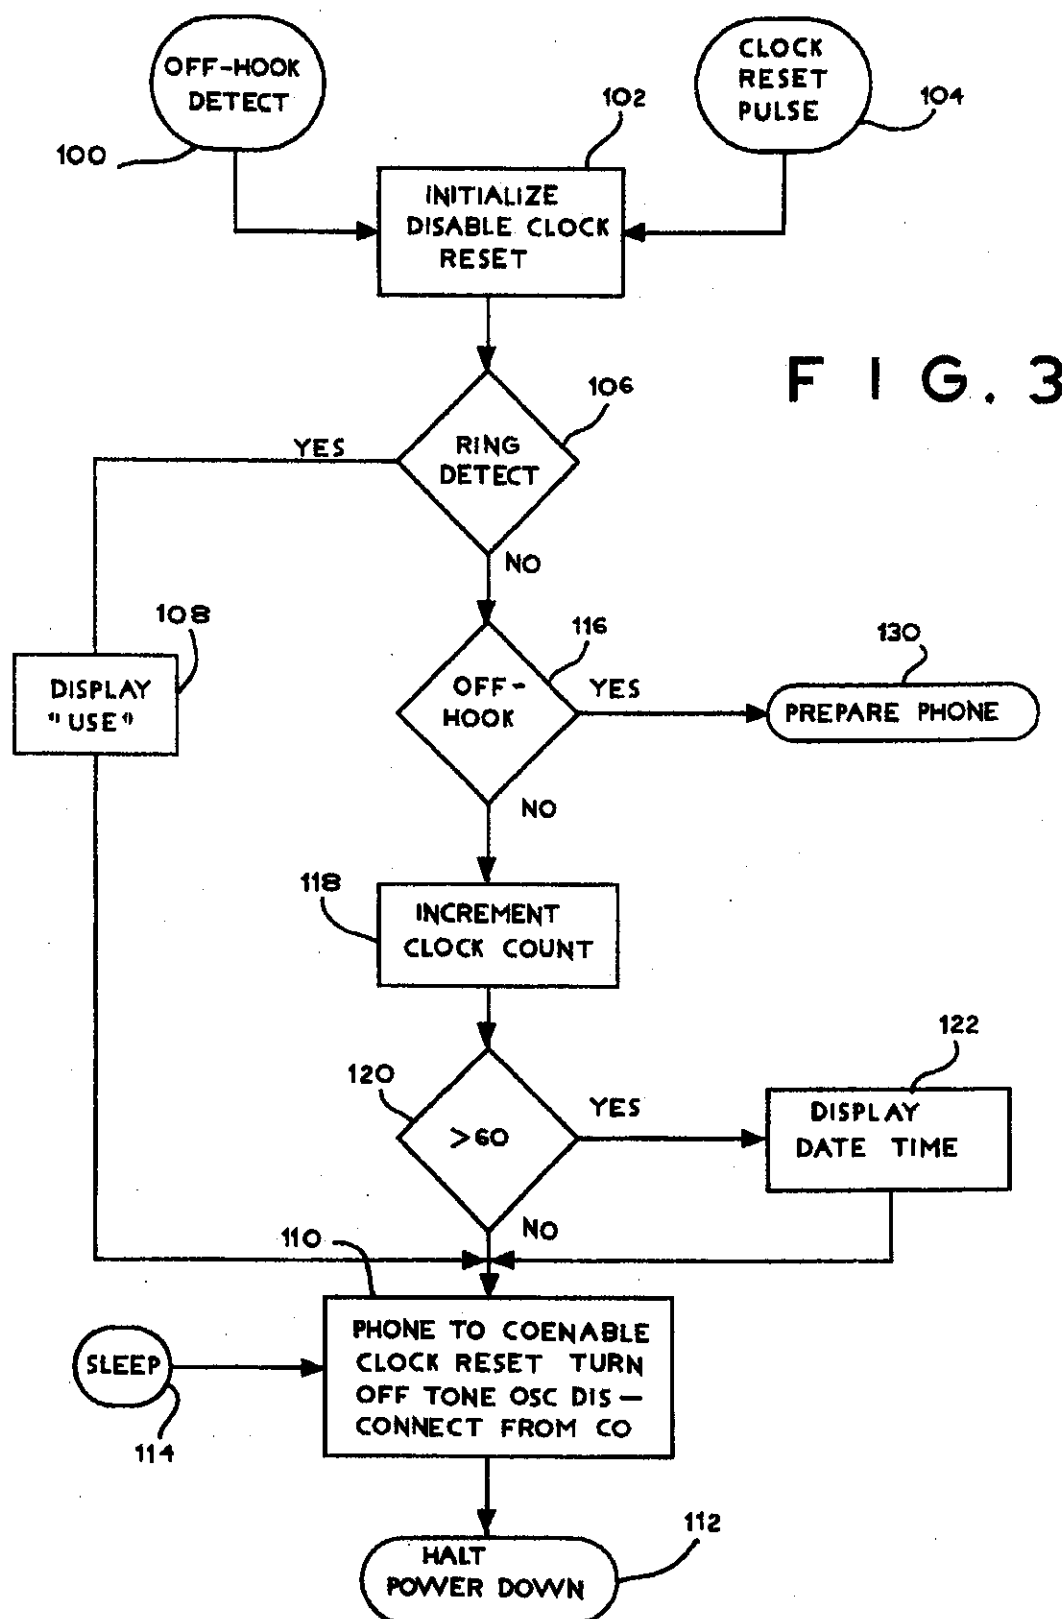 OFF-HOOK
DETECT
100
CLOCK
RESET
PULSE
104
102
INITIALIZE
DISABLE CLOCK
RESET
F I G. 3
106
RING
DETECT
YES
NO
108
DISPLAY
"USE"
116
OFF-
HOOK
YES
130
PREPARE PHONE
NO
118
INCREMENT
CLOCK COUNT
120
>60
YES
122
DISPLAY
DATE TIME
NO
110
PHONE TO COENABLE
CLOCK RESET TURN
OFF TONE OSC DIS-
CONNECT FROM CO
SLEEP
114
HALT
POWER DOWN
112